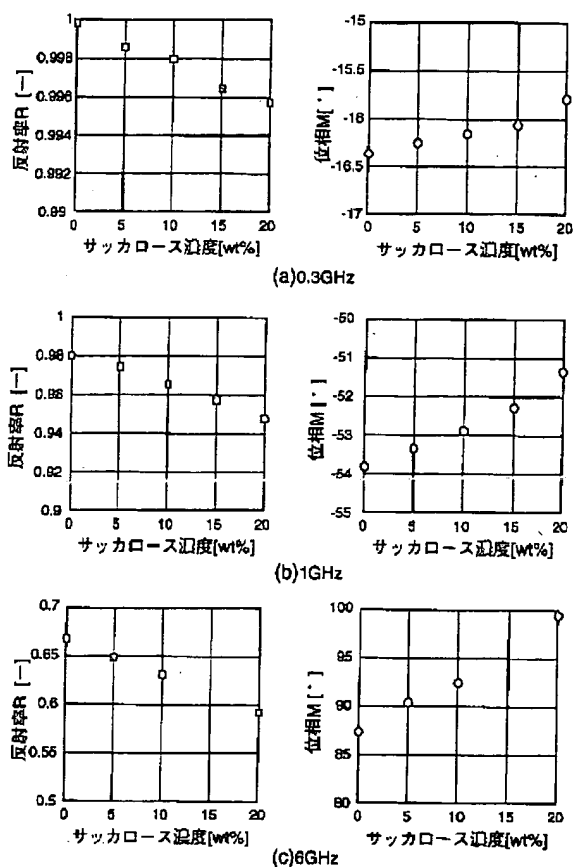 反射率R [—]
1
0.998
0.996
0.994
0.992
0.99
0 5 10 15 20
サッカロース濃度[wt%]
位相M[°]
-15
-15.5
-16
-16.5
-17
0 5 10 15 20
サッカロース濃度[wt%]
(a)0.3GHz
反射率R [—]
1
0.98
0.96
0.94
0.92
0.9
0 5 10 15 20
サッカロース濃度[wt%]
位相M [°]
-50
-51
-52
-53
-54
-55
0 5 10 15 20
サッカロース濃度[wt%]
(b)1GHz
反射率R [—]
0.7
0.65
0.6
0.55
0.5
0 5 10 15 20
サッカロース濃度[wt%]
位相M [°]
100
95
90
85
80
0 5 10 15 20
サッカロース濃度[wt%]
(c)6GHz